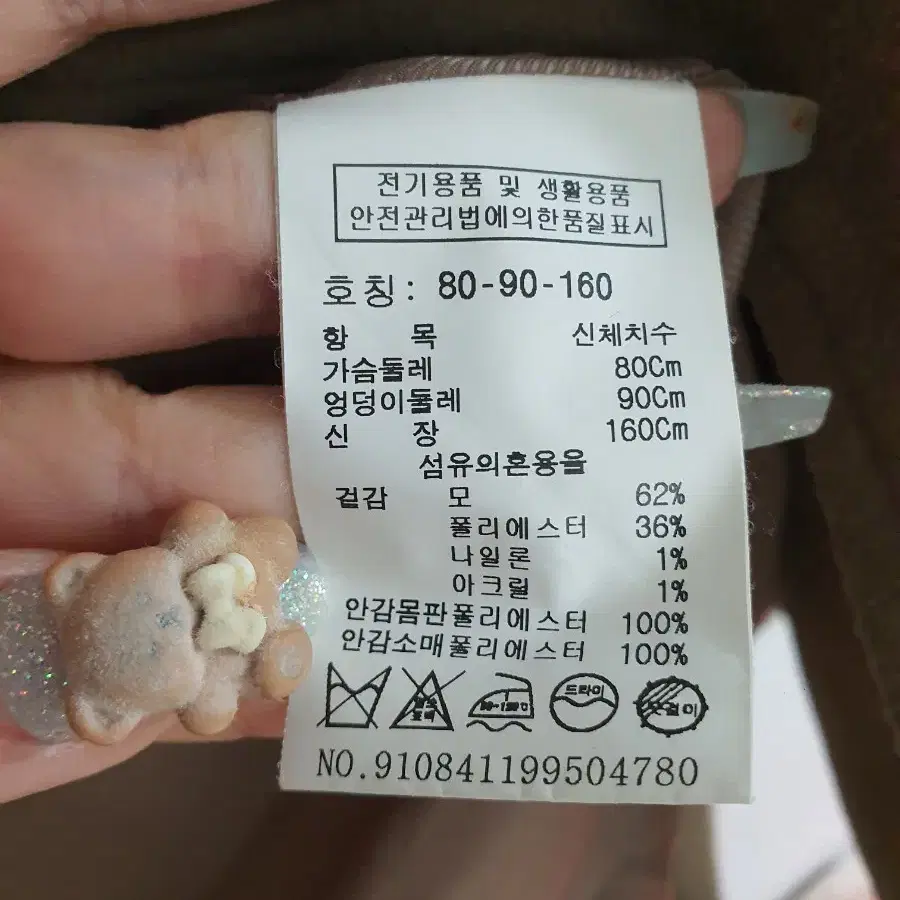 전기용품 및 생활용품
안전관리법에의한품질표시
호칭: 80-90-160
항 목 신체치수
가슴둘레 80Cm
엉덩이둘레 90Cm
신 장 160Cm
섬유의혼용율
겉감 모 62%
폴리에스터 36%
나일론 1%
아크릴 1%
안감몸판폴리에스터 100%
안감소매폴리에스터 100%
드라이
NO.910841199504780